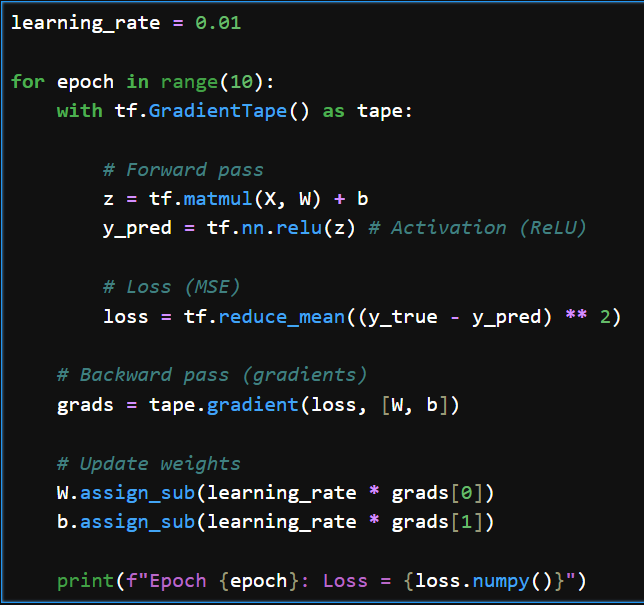 learning_rate = 0.01
for epoch in range(10):
    with tf.GradientTape() as tape:
        # Forward pass
        z = tf.matmul(X, W) + b
        y_pred = tf.nn.relu(z) # Activation (ReLU)
        # Loss (MSE)
        loss = tf.reduce_mean((y_true - y_pred) ** 2)
    # Backward pass (gradients)
    grads = tape.gradient(loss, [W, b])
    # Update weights
    W.assign_sub(learning_rate * grads[0])
    b.assign_sub(learning_rate * grads[1])
    print(f"Epoch {epoch}: Loss = {loss.numpy()}")